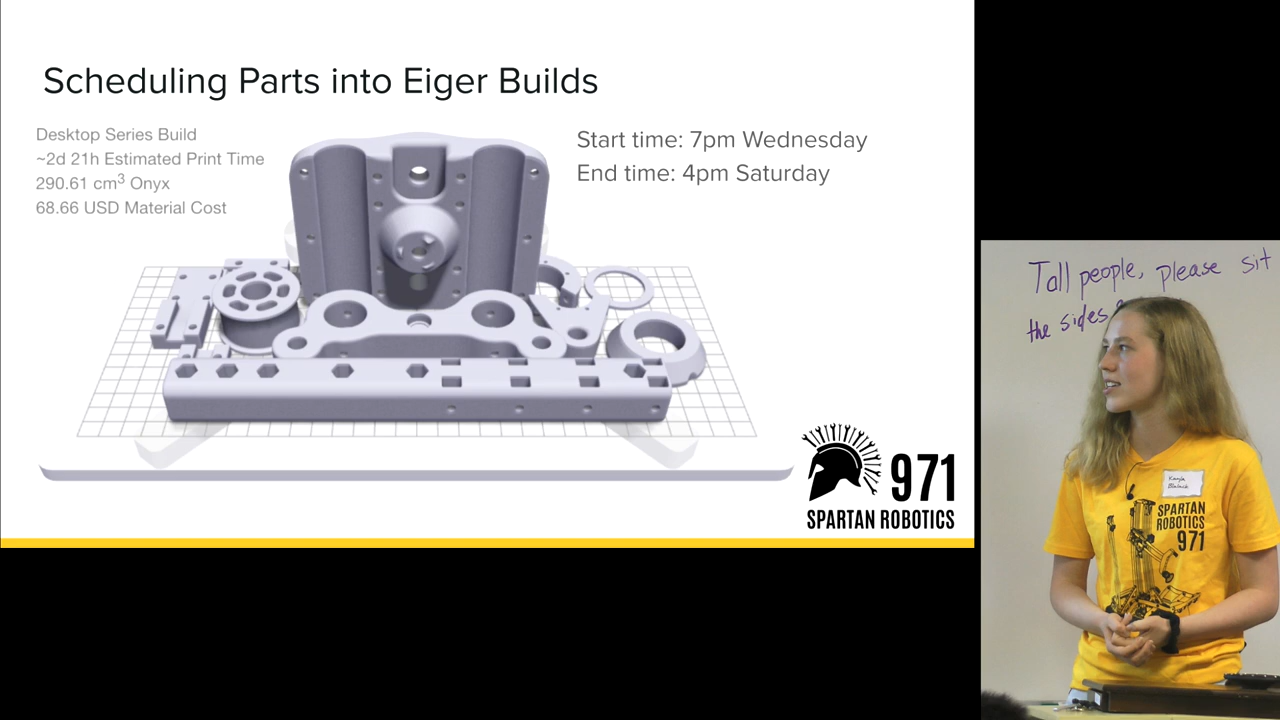 Scheduling Parts into Eiger Builds
Desktop Series Build
~2d 21h Estimated Print Time
290.61 cm³ Onyx
68.66 USD Material Cost
Start time: 7pm Wednesday
End time: 4pm Saturday
971
SPARTAN ROBOTICS
Tall people, please sit
the sides
SPARTAN
ROBOTICS
971